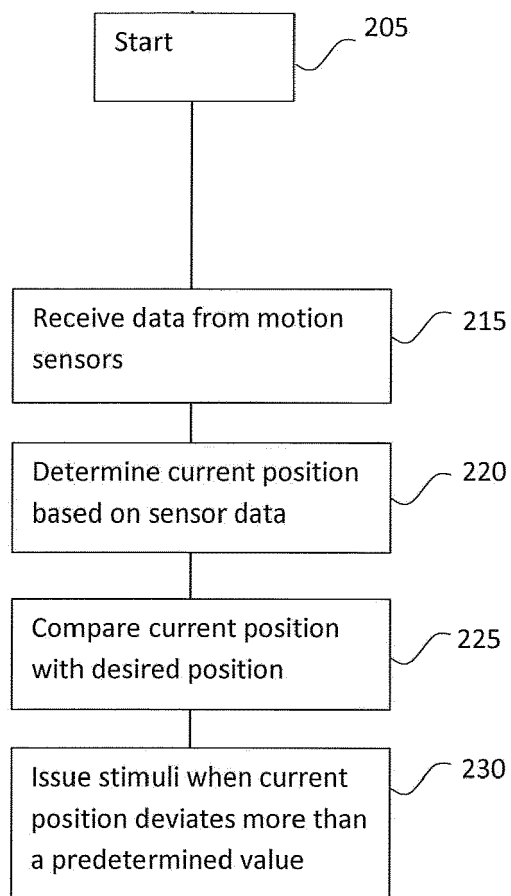 Start
205
Receive data from motion
sensors
215
Determine current position
based on sensor data
220
Compare current position
with desired position
225
Issue stimuli when current
position deviates more than
a predetermined value
230